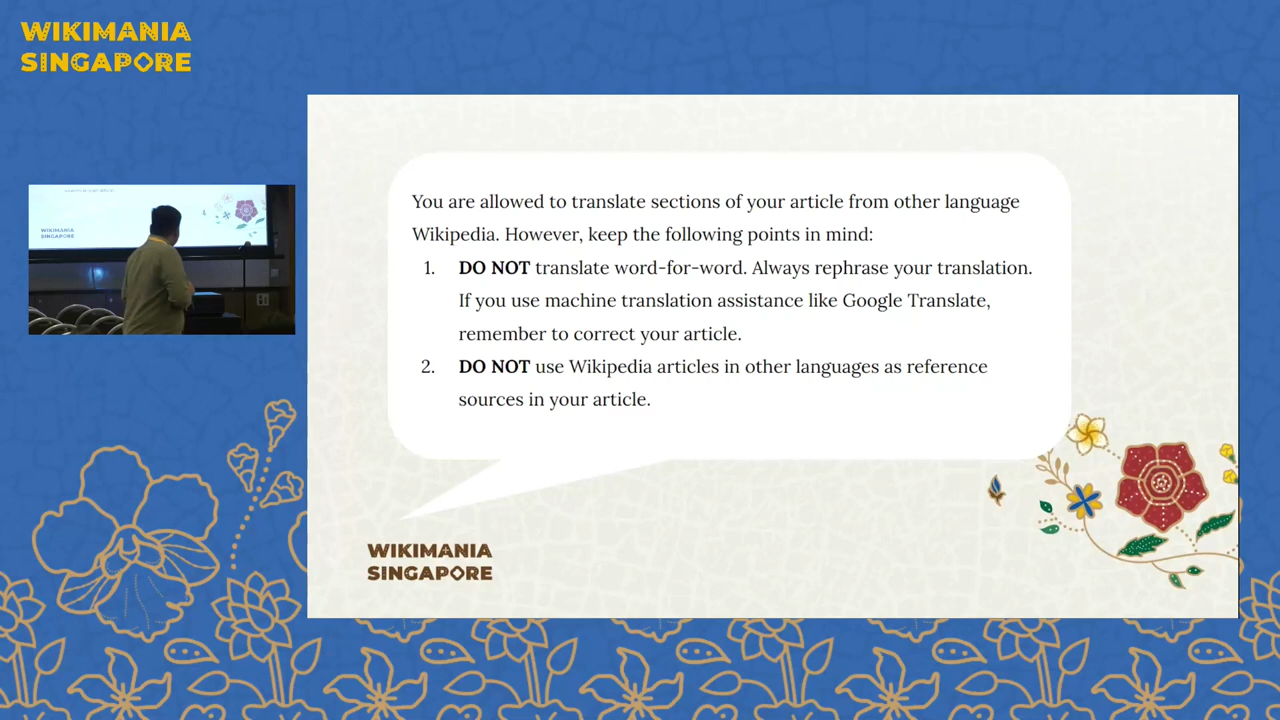 WIKIMANIA
SINGAPORE
You are allowed to translate sections of your article from other language
Wikipedia. However, keep the following points in mind:
1. DO NOT translate word-for-word. Always rephrase your translation.
If you use machine translation assistance like Google Translate,
remember to correct your article.
2. DO NOT use Wikipedia articles in other languages as reference
sources in your article.
WIKIMANIA
SINGAPORE
WIKIMANIA
SINGAPORE